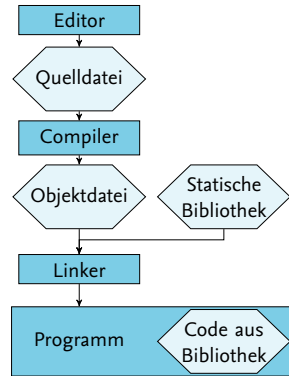 Editor
Quelldatei
Compiler
Objektdatei
Statische
Bibliothek
Linker
Programm
Code aus
Bibliothek